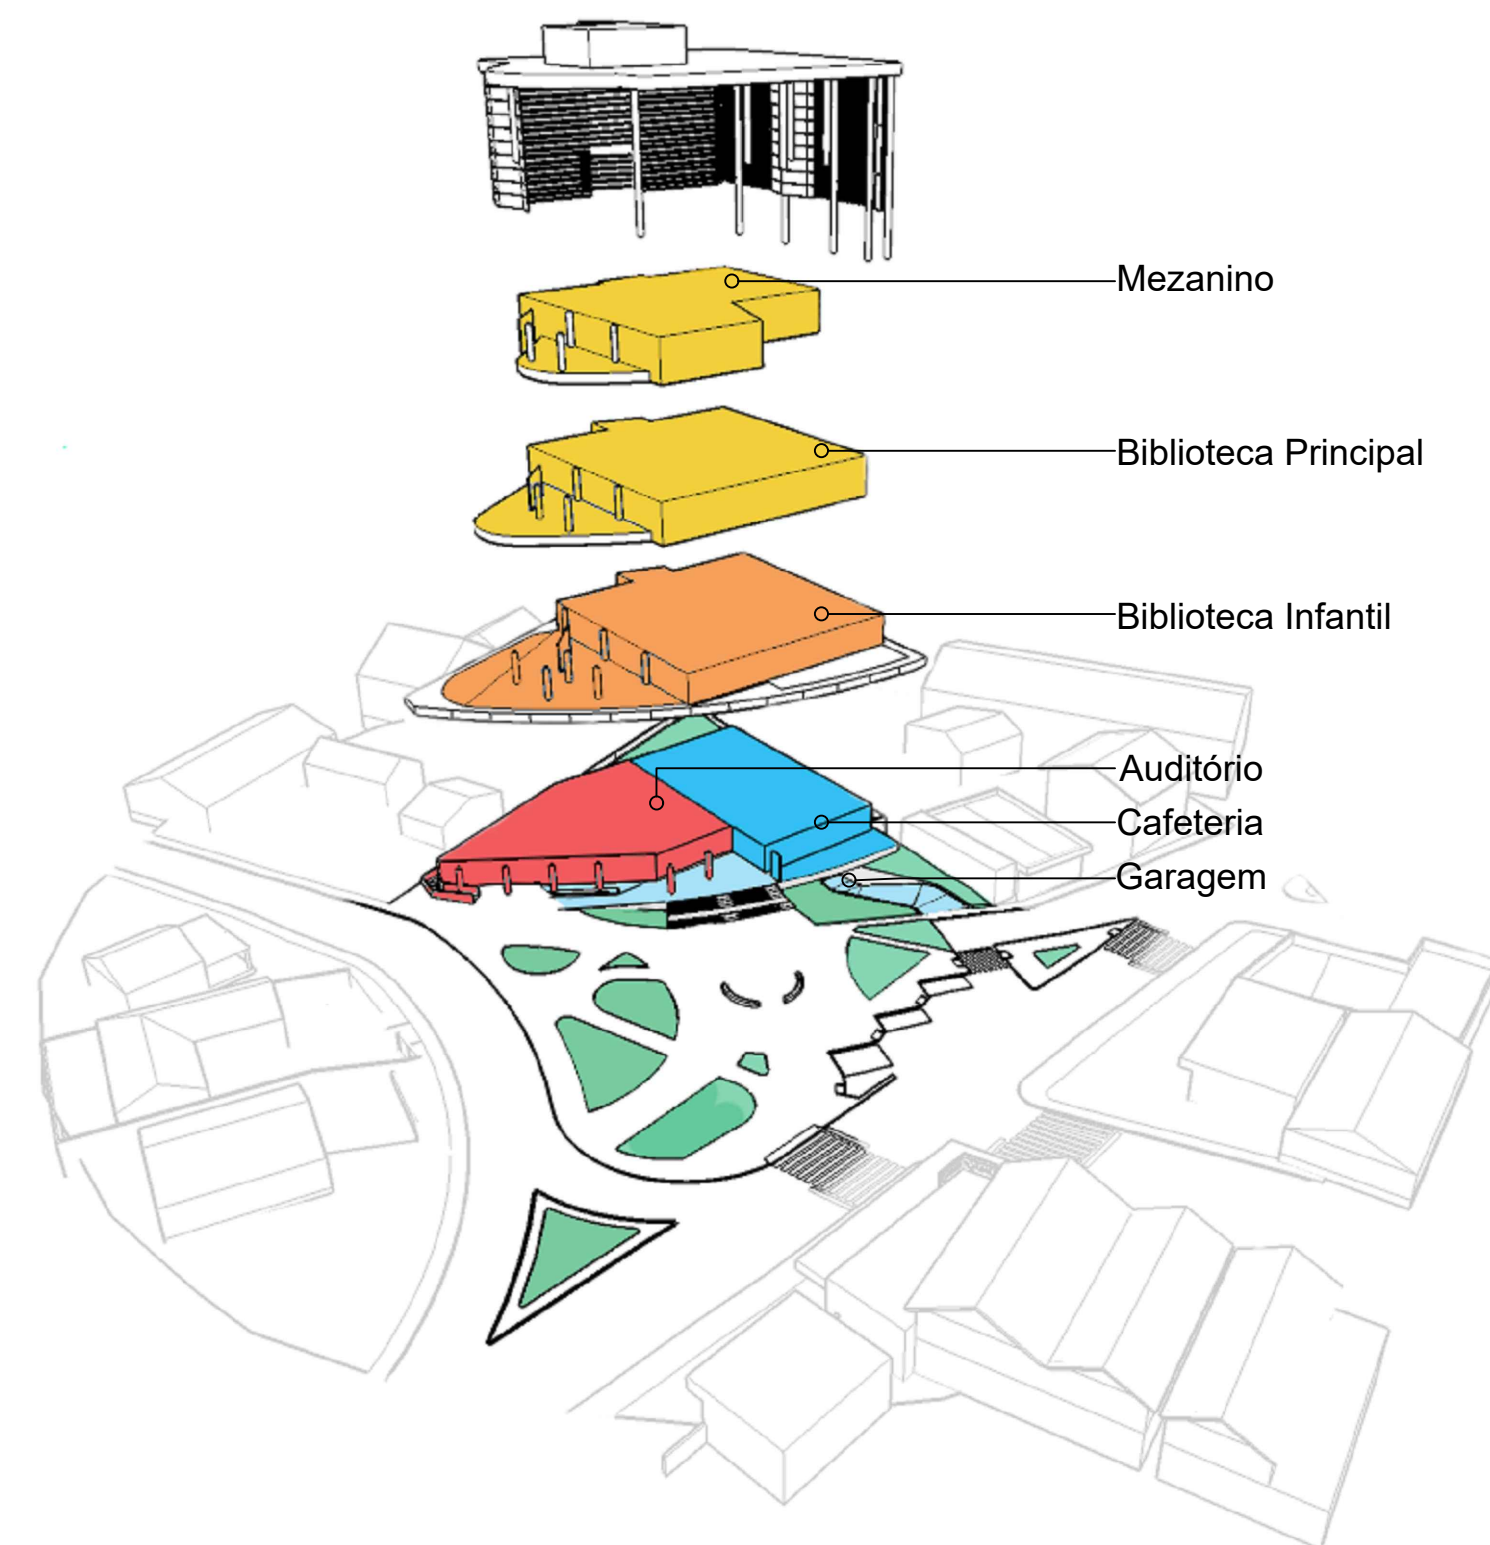 Mezanino
Biblioteca Principal
Biblioteca Infantil
Auditório
Cafeteria
Garagem